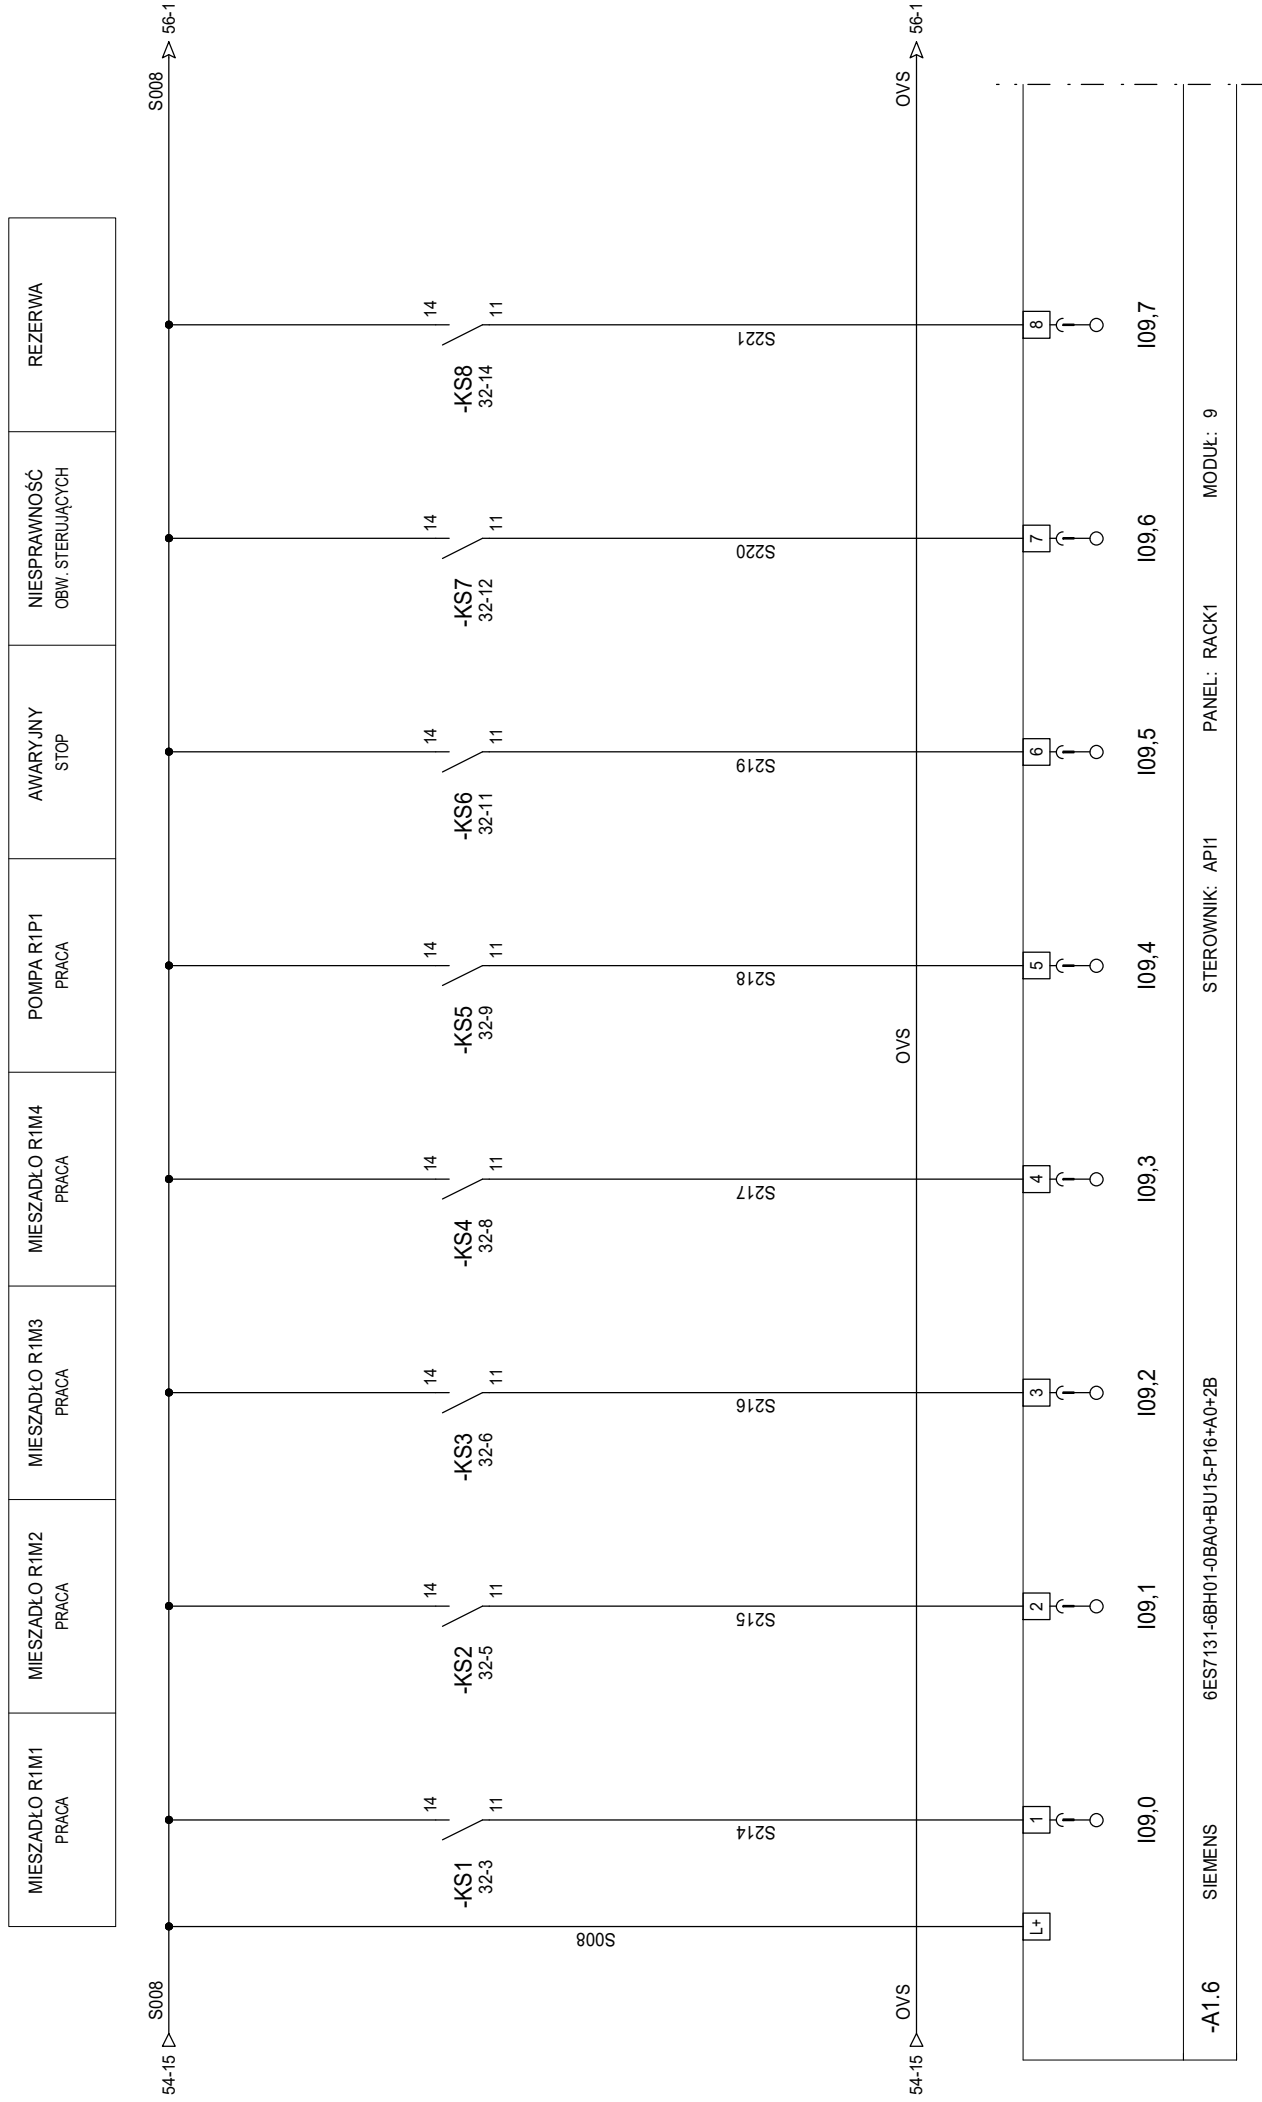 MIESZADŁO R1M1
PRACA
MIESZADŁO R1M2
PRACA
MIESZADŁO R1M3
PRACA
MIESZADŁO R1M4
PRACA
POMPA R1P1
PRACA
AWARYJNY
STOP
NIESPRAWNOŚĆ
OBW. STERUJĄCYCH
REZERWA
54-15
S008
S008
56-1
14
11
-KS1
32-3
14
11
-KS2
32-5
14
11
-KS3
32-6
14
11
-KS4
32-8
14
11
-KS5
32-9
14
11
-KS6
32-11
14
11
-KS7
32-12
14
11
-KS8
32-14
S008
S214
S215
S216
S217
S218
S219
S220
S221
54-15
OVS
OVS
OVS
56-1
L+
1
2
3
4
5
6
7
8
I09,0
I09,1
I09,2
I09,3
I09,4
I09,5
I09,6
I09,7
-A1.6
SIEMENS
6ES7131-6BH01-0BA0+BU15-P16+A0+2B
STEROWNIK: API1
PANEL: RACK1
MODUŁ: 9